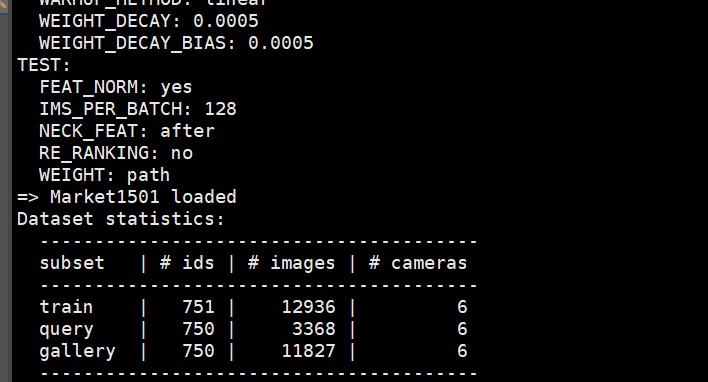 WARMUP_METHOD: linear
WEIGHT_DECAY: 0.0005
WEIGHT_DECAY_BIAS: 0.0005
TEST:
FEAT_NORM: yes
IMS_PER_BATCH: 128
NECK_FEAT: after
RE_RANKING: no
WEIGHT: path
=> Market1501 loaded
Dataset statistics:
----------------------------------------
subset   | # ids | # images | # cameras
----------------------------------------
train    |   751 |    12936 |         6
query    |   750 |     3368 |         6
gallery  |   750 |    11827 |         6
----------------------------------------